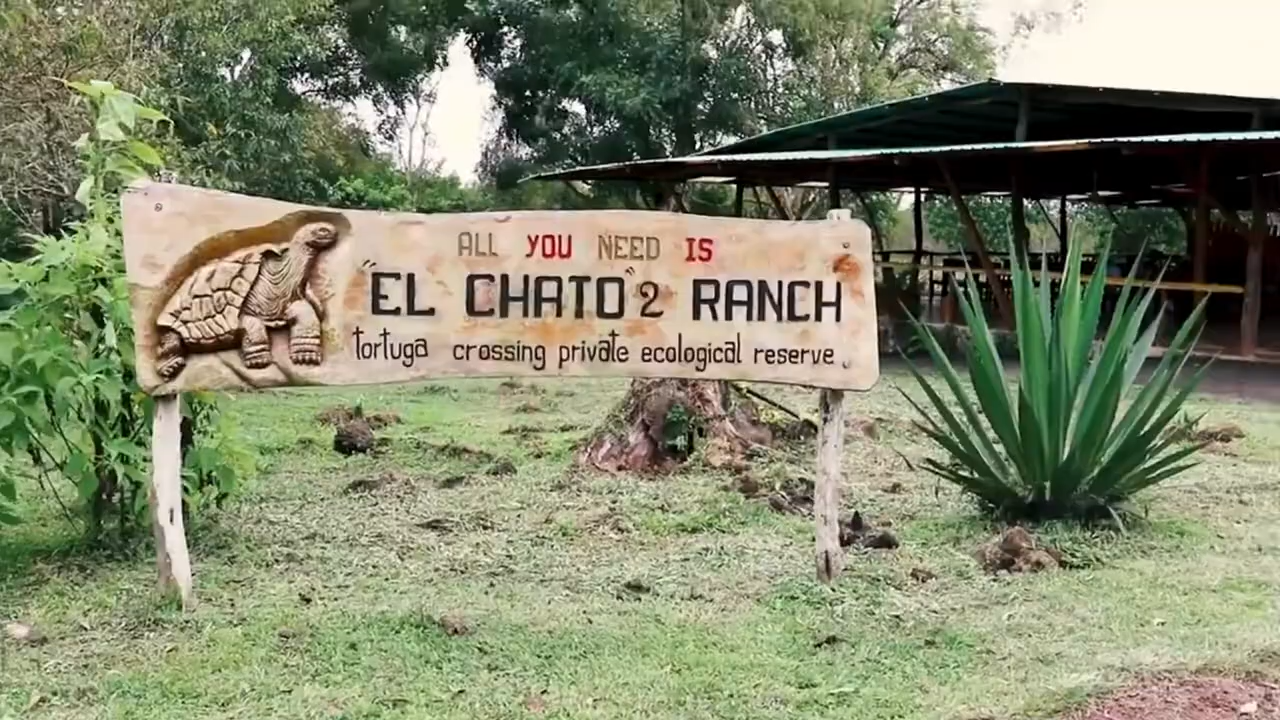 ALL YOU NEED IS
"EL CHATO" 2 RANCH
tortuga crossing private ecological reserve